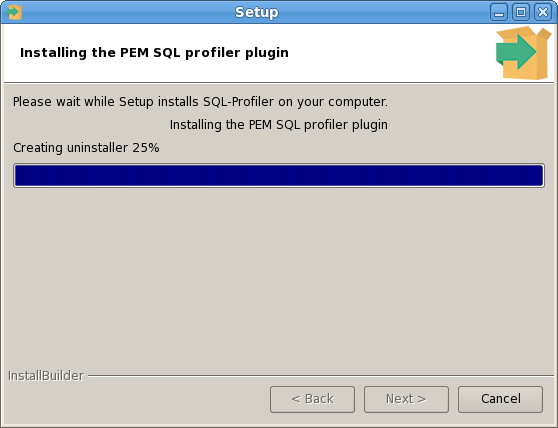 Setup
Installing the PEM SQL profiler plugin
Please wait while Setup installs SQL-Profiler on your computer.
Installing the PEM SQL profiler plugin
Creating uninstaller 25%
InstallBuilder
< Back
Next >
Cancel